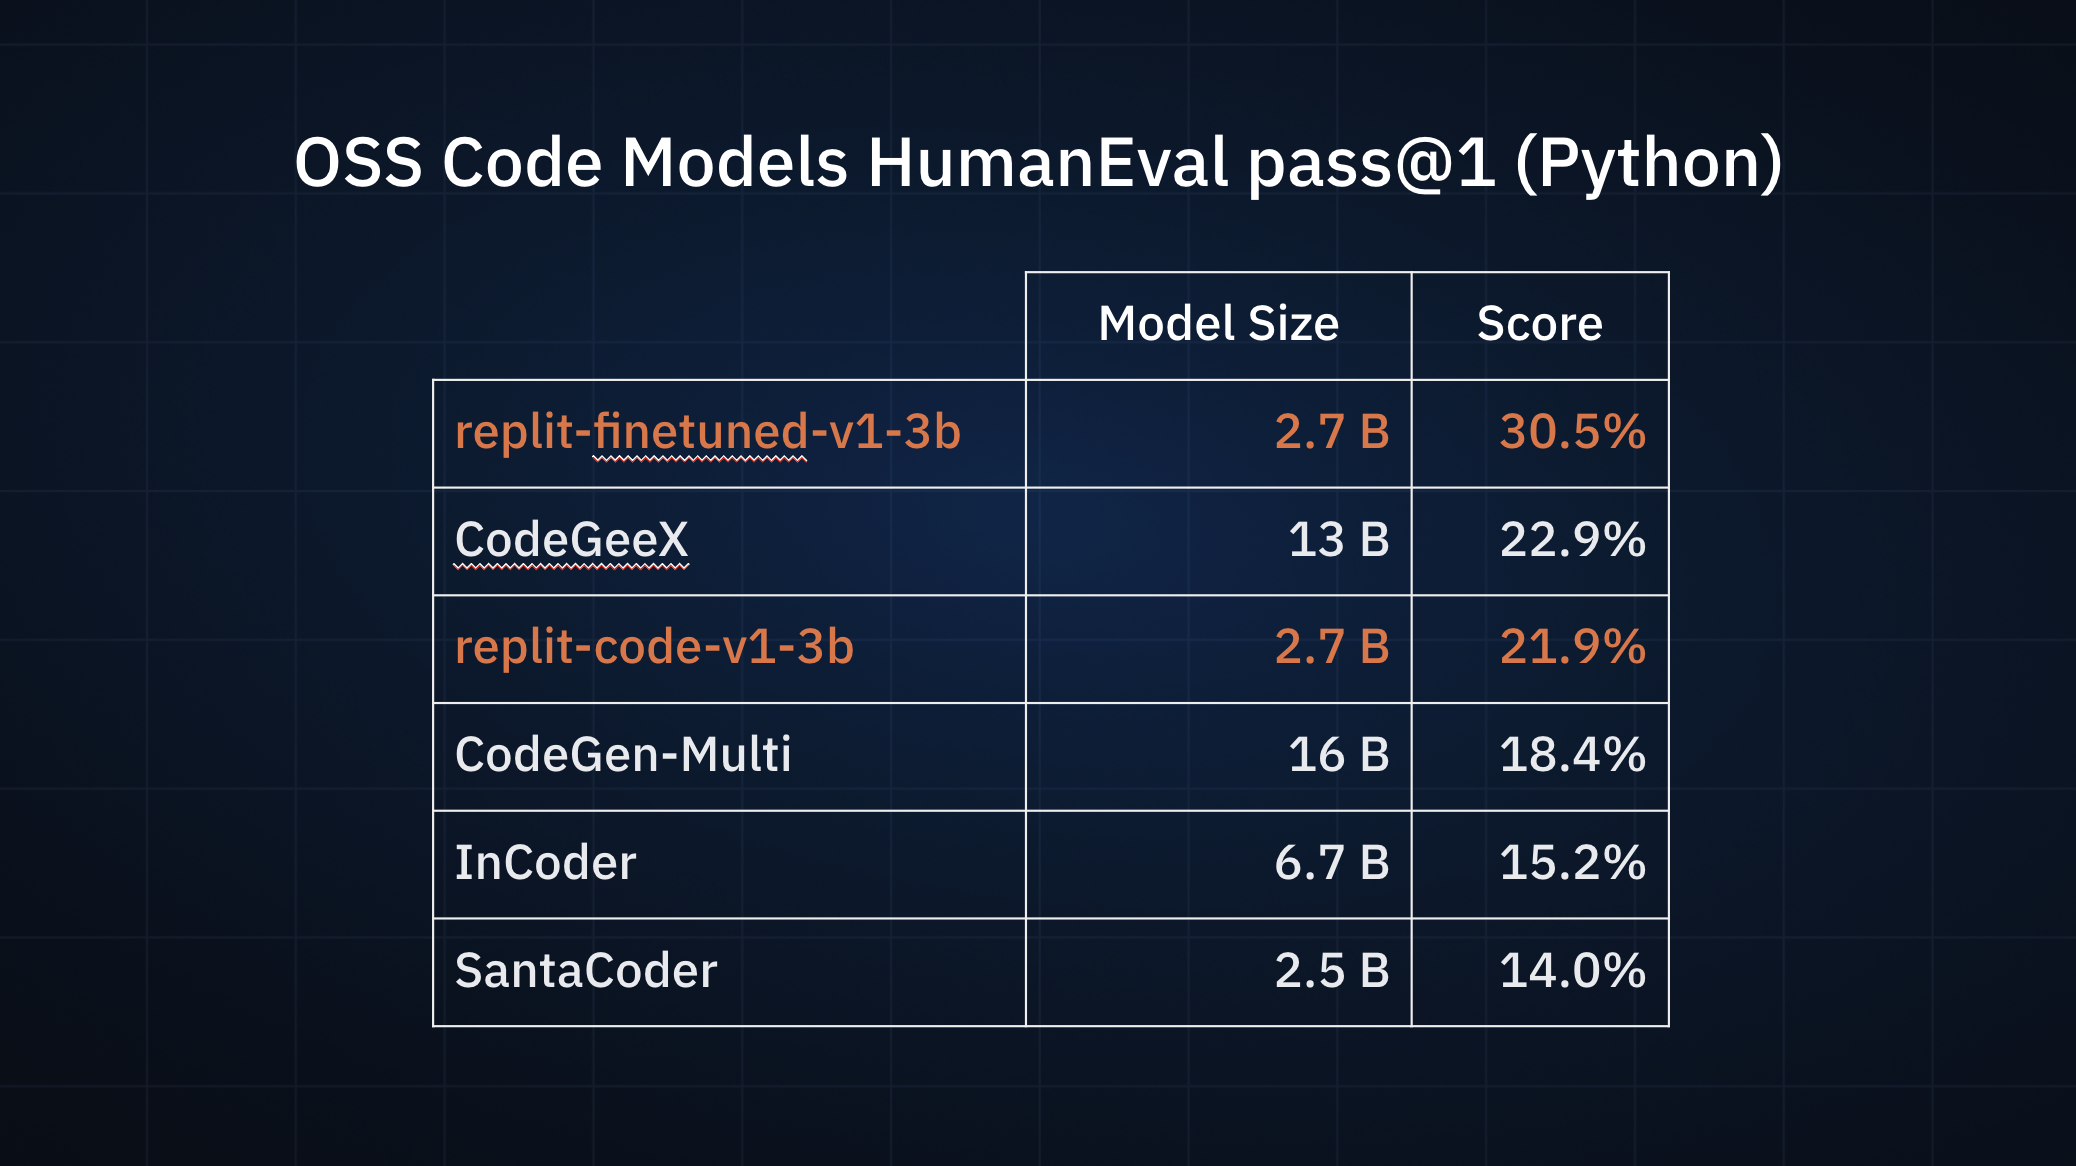 OSS Code Models HumanEval pass@1 (Python)
Model Size Score
replit-finetuned-v1-3b 2.7 B 30.5%
CodeGeeX 13 B 22.9%
replit-code-v1-3b 2.7 B 21.9%
CodeGen-Multi 16 B 18.4%
InCoder 6.7 B 15.2%
SantaCoder 2.5 B 14.0%